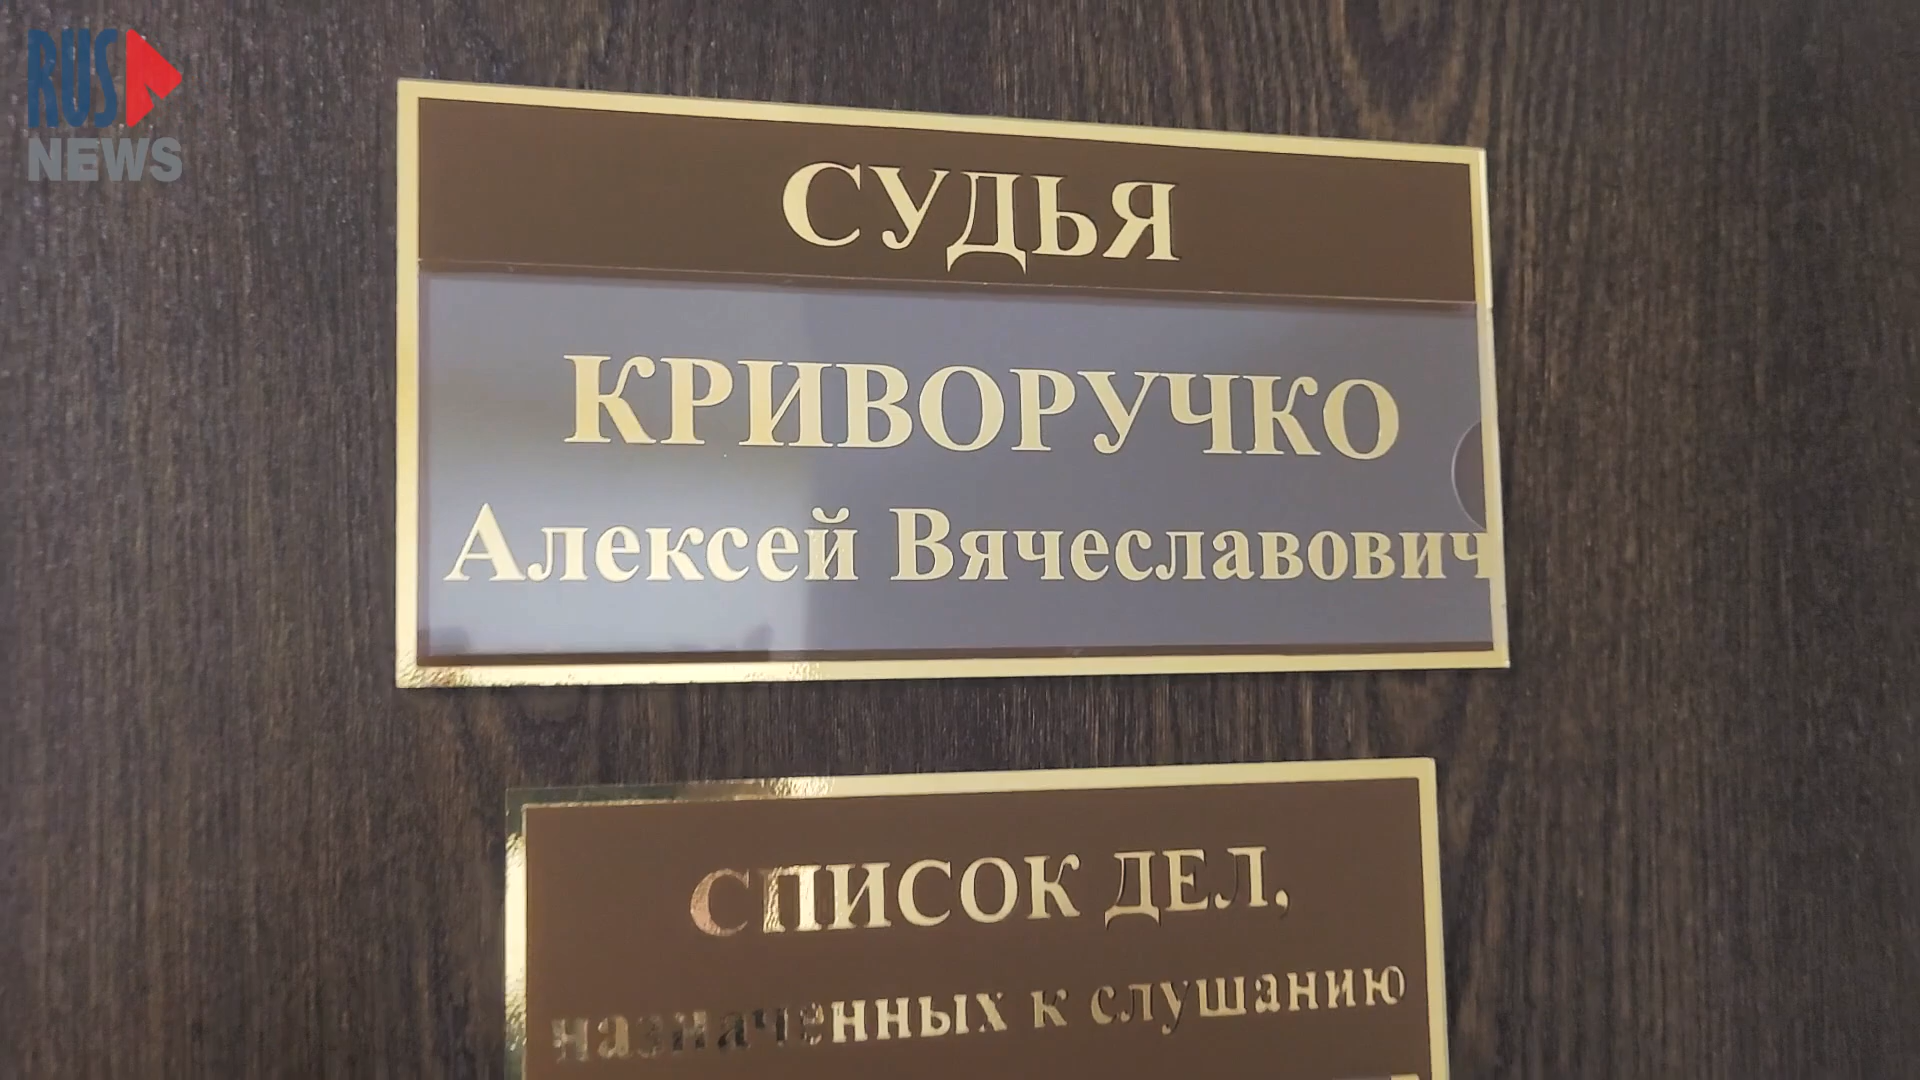 RUS
NEWS
СУДЬЯ
КРИВОРУЧКО
Алексей Вячеславович
СПИСОК ДЕЛ,
назначенных к слушанию